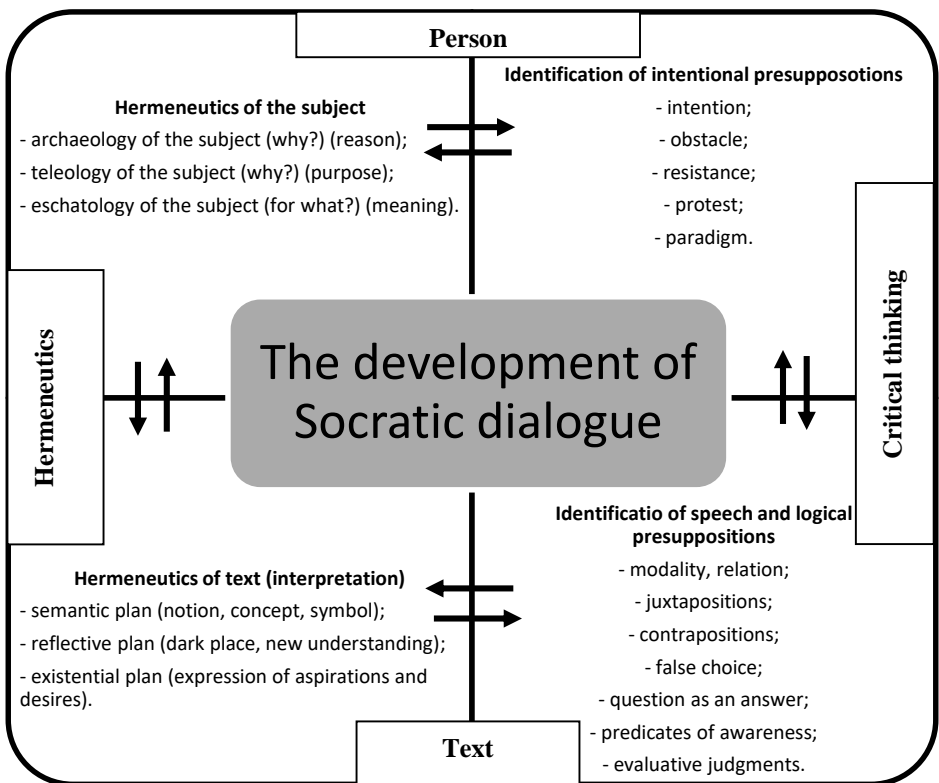 Person
Hermeneutics of the subject
- archaeology of the subject (why?) (reason);
- teleology of the subject (why?) (purpose);
- eschatology of the subject (for what?) (meaning).
Identification of intentional presupposotions
- intention;
- obstacle;
- resistance;
- protest;
- paradigm.
Hermeneutics
The development of
Socratic dialogue
Critical thinking
Hermeneutics of text (interpretation)
- semantic plan (notion, concept, symbol);
- reflective plan (dark place, new understanding);
- existential plan (expression of aspirations and
desires).
Identificatio of speech and logical
presuppositions
- modality, relation;
- juxtapositions;
- contrapositions;
- false choice;
- question as an answer;
- predicates of awareness;
- evaluative judgments.
Text